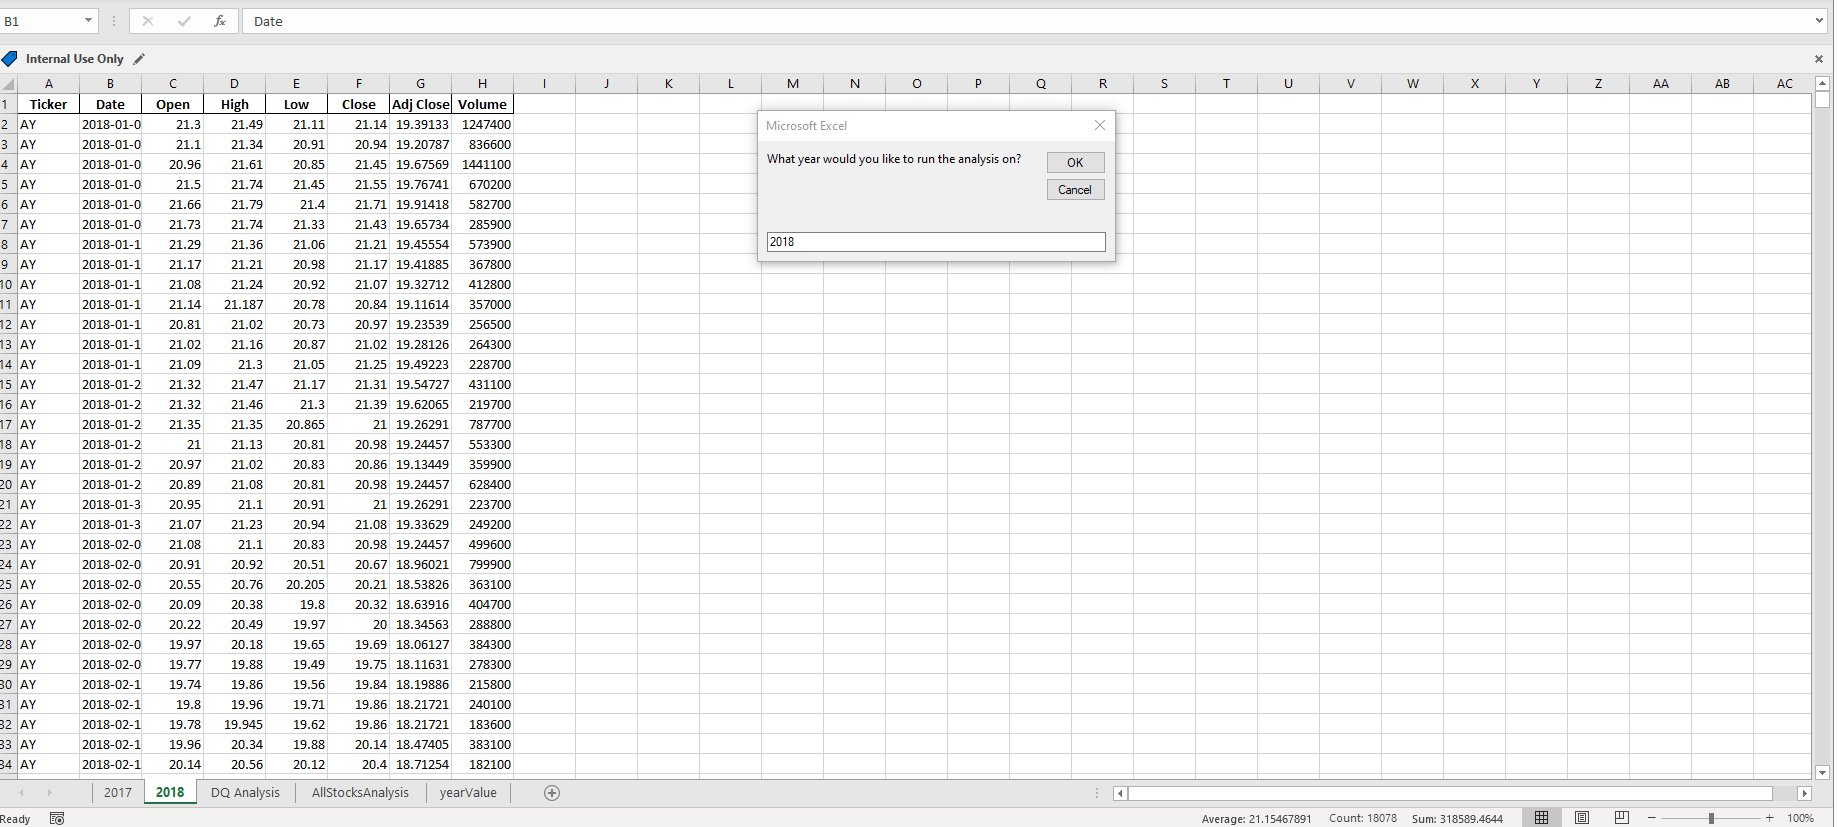 B1 fx Date
Internal Use Only
A B C D E F G H I J K L M N O P Q R S T U V W X Y Z AA AB AC
1 Ticker Date Open High Low Close Adj Close Volume
2 AY 2018-01-0 21.3 21.49 21.11 21.14 19.39133 1247400
3 AY 2018-01-0 21.1 21.34 20.91 20.94 19.20787 836600
4 AY 2018-01-0 20.96 21.61 20.85 21.45 19.67569 1441100
5 AY 2018-01-0 21.5 21.74 21.45 21.55 19.76741 670200
6 AY 2018-01-0 21.66 21.79 21.4 21.71 19.91418 582700
7 AY 2018-01-0 21.73 21.74 21.33 21.43 19.65734 285900
8 AY 2018-01-1 21.29 21.36 21.06 21.21 19.45554 573900
9 AY 2018-01-1 21.17 21.21 20.98 21.17 19.41885 367800
10 AY 2018-01-1 21.08 21.24 20.92 21.07 19.32712 412800
11 AY 2018-01-1 21.14 21.187 20.78 20.84 19.11614 357000
12 AY 2018-01-1 20.81 21.02 20.73 20.97 19.23539 256500
13 AY 2018-01-1 21.02 21.16 20.87 21.02 19.28126 264300
14 AY 2018-01-1 21.09 21.3 21.05 21.25 19.49223 228700
15 AY 2018-01-2 21.32 21.47 21.17 21.31 19.54727 431100
16 AY 2018-01-2 21.32 21.46 21.3 21.39 19.62065 219700
17 AY 2018-01-2 21.35 21.35 20.865 21 19.26291 787700
18 AY 2018-01-2 21 21.13 20.81 20.98 19.24457 553300
19 AY 2018-01-2 20.97 21.02 20.83 20.86 19.13449 359900
20 AY 2018-01-2 20.89 21.08 20.81 20.98 19.24457 628400
21 AY 2018-01-3 20.95 21.1 20.91 21 19.26291 223700
22 AY 2018-01-3 21.07 21.23 20.94 21.08 19.33629 249200
23 AY 2018-02-0 21.08 21.1 20.83 20.98 19.24457 499600
24 AY 2018-02-0 20.91 20.92 20.51 20.67 18.96021 799900
25 AY 2018-02-0 20.55 20.76 20.205 20.21 18.53826 363100
26 AY 2018-02-0 20.09 20.38 19.8 20.32 18.63916 404700
27 AY 2018-02-0 20.22 20.49 19.97 20 18.34563 288800
28 AY 2018-02-0 19.97 20.18 19.65 19.69 18.06127 384300
29 AY 2018-02-0 19.77 19.88 19.49 19.75 18.11631 278300
30 AY 2018-02-1 19.74 19.86 19.56 19.84 18.19886 215800
31 AY 2018-02-1 19.8 19.96 19.71 19.86 18.21721 240100
32 AY 2018-02-1 19.78 19.945 19.62 19.86 18.21721 183600
33 AY 2018-02-1 19.96 20.34 19.88 20.14 18.47405 383100
34 AY 2018-02-1 20.14 20.56 20.12 20.4 18.71254 182100
Microsoft Excel
What year would you like to run the analysis on?
OK
Cancel
2018
2017 2018 DQ Analysis AllStocksAnalysis yearValue
Ready Average: 21.15467891 Count: 18078 Sum: 318589.4644 100%